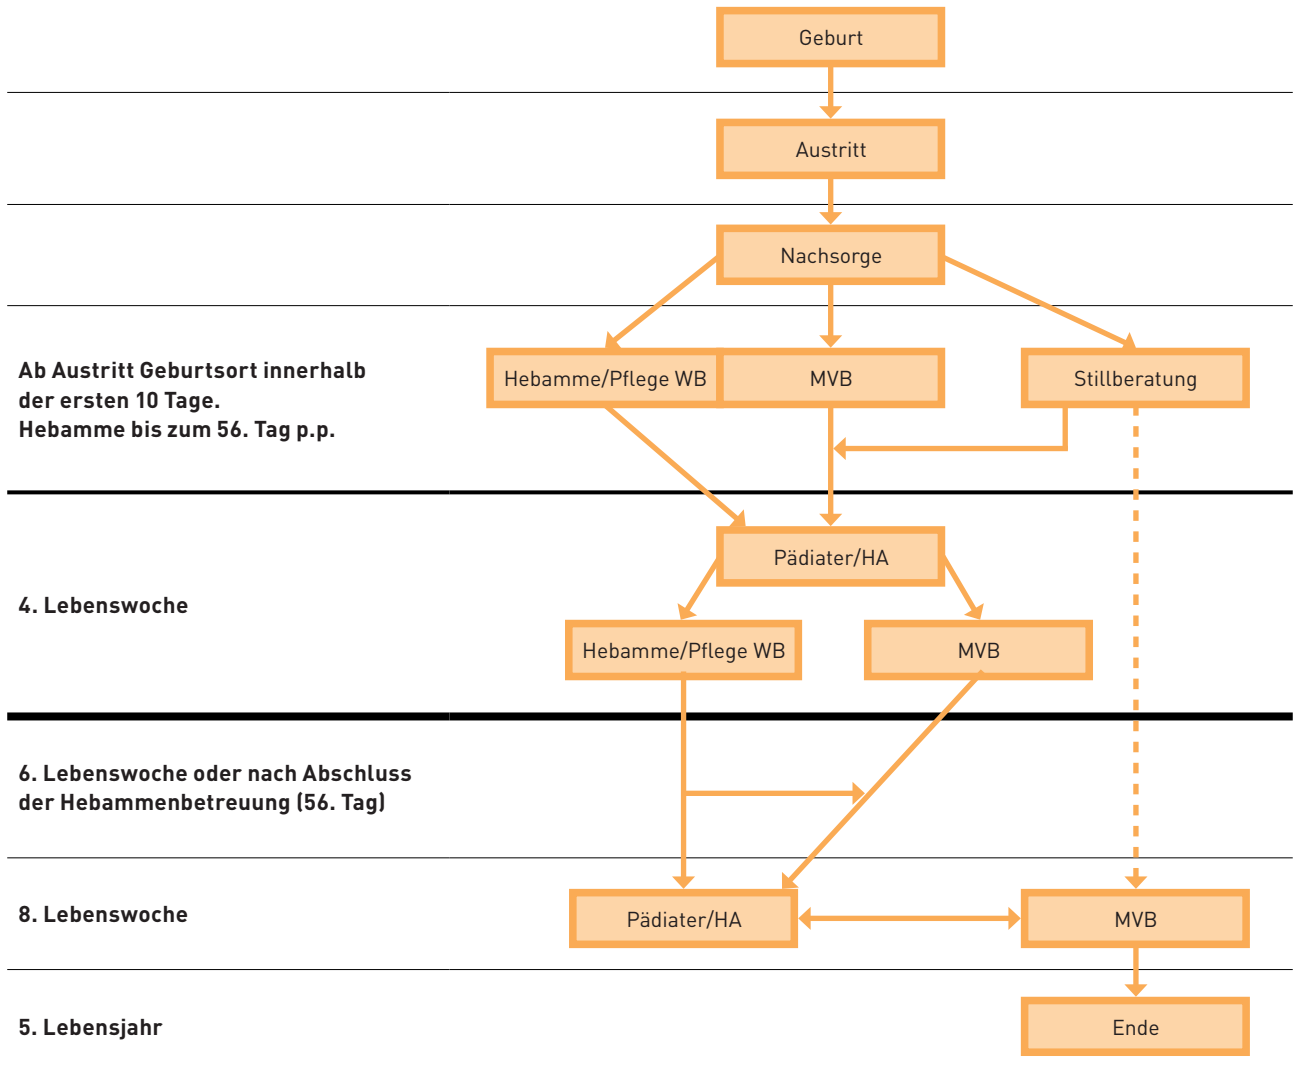 Geburt
Austritt
Nachsorge
Ab Austritt Geburtsort innerhalb
der ersten 10 Tage.
Hebamme bis zum 56. Tag p.p.
Hebamme/Pflege WB
MVB
Stillberatung
4. Lebenswoche
Pädiater/HA
Hebamme/Pflege WB
MVB
6. Lebenswoche oder nach Abschluss
der Hebammenbetreuung (56. Tag)
8. Lebenswoche
Pädiater/HA
MVB
5. Lebensjahr
Ende